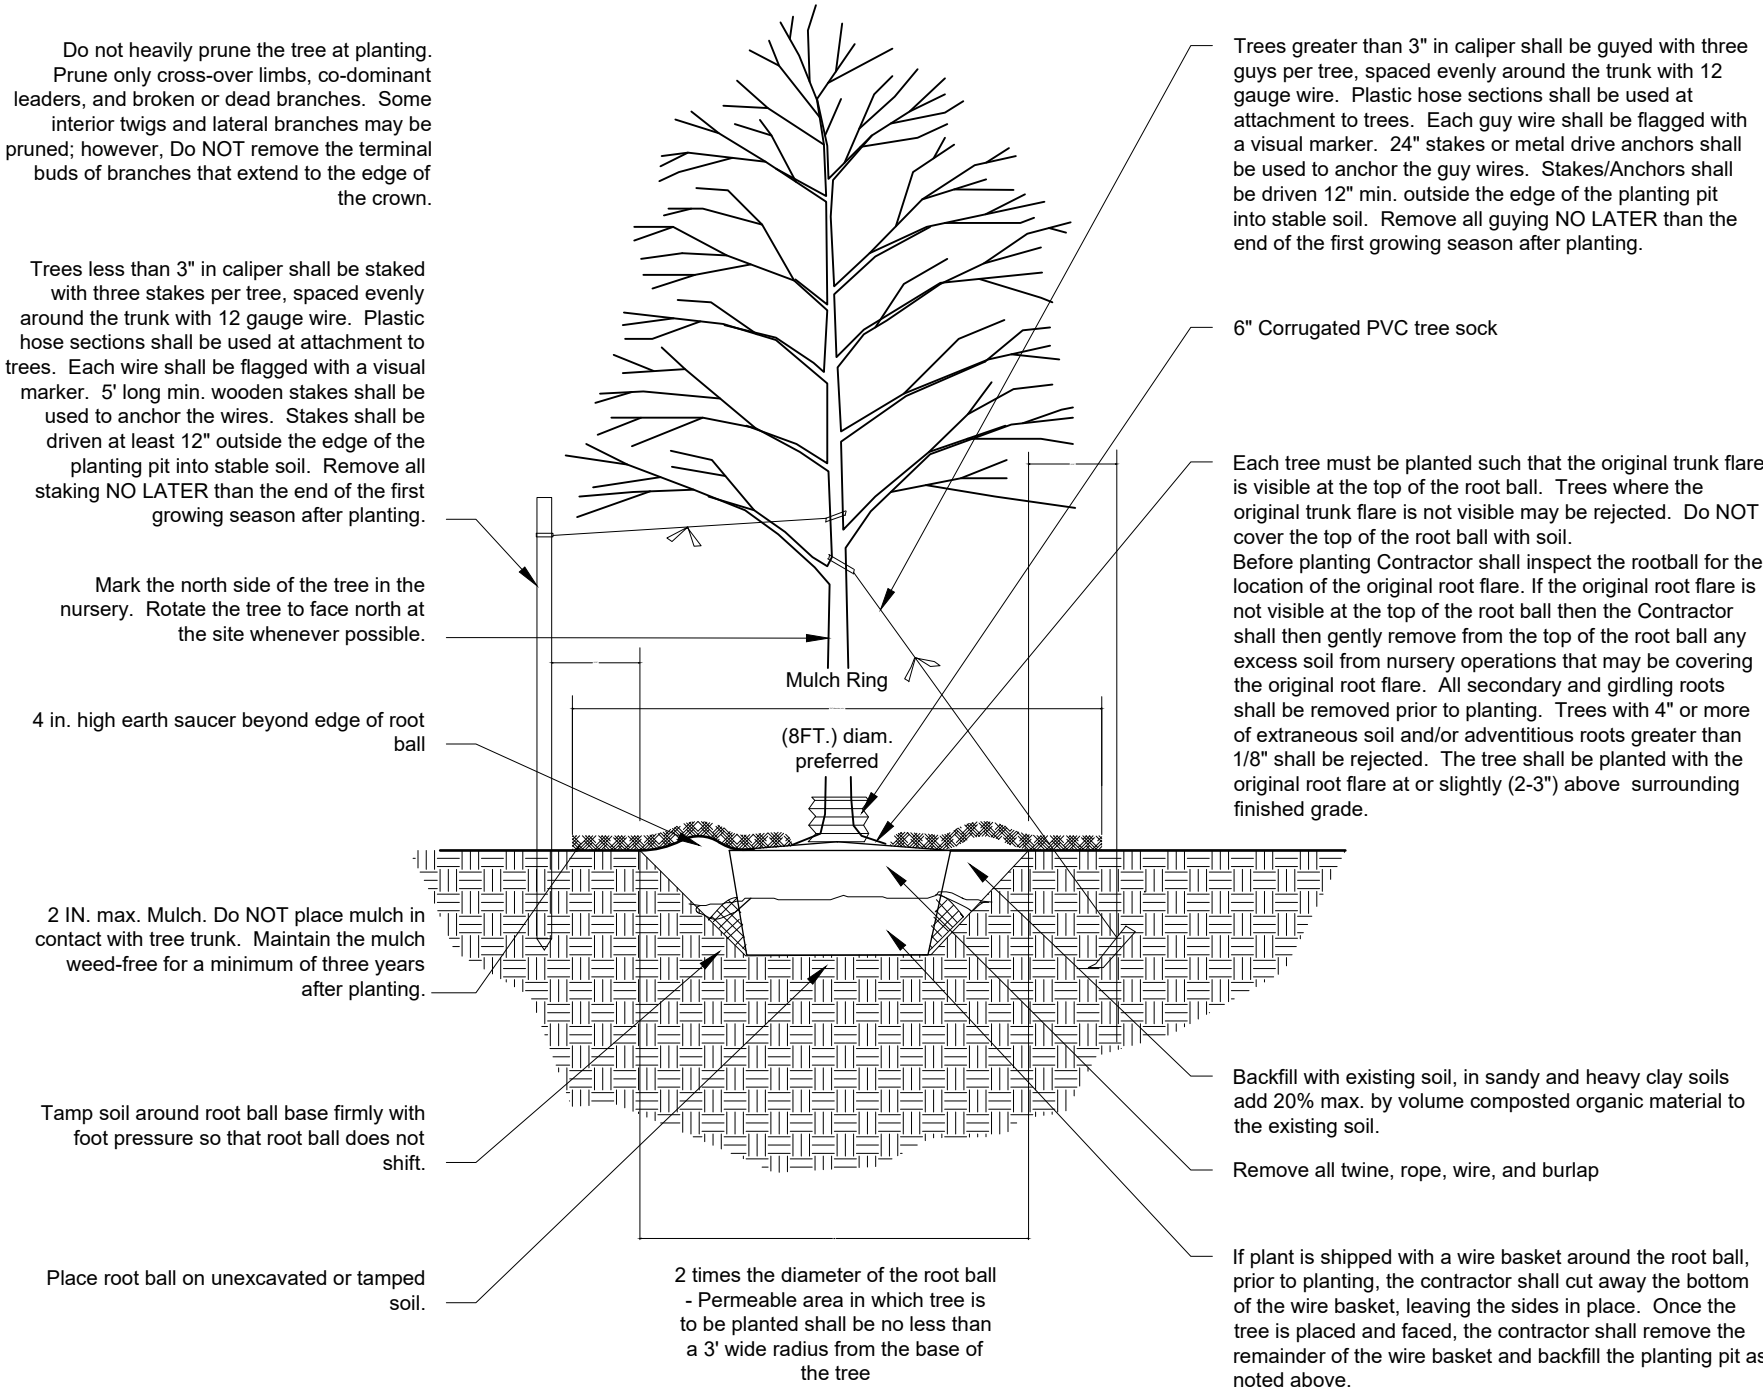 Do not heavily prune the tree at planting.
Prune only cross-over limbs, co-dominant
leaders, and broken or dead branches.  Some
interior twigs and lateral branches may be
pruned; however, Do NOT remove the terminal
buds of branches that extend to the edge of
the crown.
Trees less than 3" in caliper shall be staked
with three stakes per tree, spaced evenly
around the trunk with 12 gauge wire.  Plastic
hose sections shall be used at attachment to
trees.  Each wire shall be flagged with a visual
marker.  5' long min. wooden stakes shall be
used to anchor the wires.  Stakes shall be
driven at least 12" outside the edge of the
planting pit into stable soil.  Remove all
staking NO LATER than the end of the first
growing season after planting.
Mark the north side of the tree in the
nursery.  Rotate the tree to face north at
the site whenever possible.
4 in. high earth saucer beyond edge of root
ball
2 IN. max. Mulch. Do NOT place mulch in
contact with tree trunk.  Maintain the mulch
weed-free for a minimum of three years
after planting.
Tamp soil around root ball base firmly with
foot pressure so that root ball does not
shift.
Place root ball on unexcavated or tamped
soil.
Mulch Ring
(8FT.) diam.
preferred
2 times the diameter of the root ball
- Permeable area in which tree is
to be planted shall be no less than
a 3' wide radius from the base of
the tree
Trees greater than 3" in caliper shall be guyed with three
guys per tree, spaced evenly around the trunk with 12
gauge wire.  Plastic hose sections shall be used at
attachment to trees.  Each guy wire shall be flagged with
a visual marker.  24" stakes or metal drive anchors shall
be used to anchor the guy wires.  Stakes/Anchors shall
be driven 12" min. outside the edge of the planting pit
into stable soil.  Remove all guying NO LATER than the
end of the first growing season after planting.
6" Corrugated PVC tree sock
Each tree must be planted such that the original trunk flare
is visible at the top of the root ball.  Trees where the
original trunk flare is not visible may be rejected.  Do NOT
cover the top of the root ball with soil.
Before planting Contractor shall inspect the rootball for the
location of the original root flare. If the original root flare is
not visible at the top of the root ball then the Contractor
shall then gently remove from the top of the root ball any
excess soil from nursery operations that may be covering
the original root flare.  All secondary and girdling roots
shall be removed prior to planting.  Trees with 4" or more
of extraneous soil and/or adventitious roots greater than
1/8" shall be rejected.  The tree shall be planted with the
original root flare at or slightly (2-3") above  surrounding
finished grade.
Backfill with existing soil, in sandy and heavy clay soils
add 20% max. by volume composted organic material to
the existing soil.
Remove all twine, rope, wire, and burlap
If plant is shipped with a wire basket around the root ball,
prior to planting, the contractor shall cut away the bottom
of the wire basket, leaving the sides in place.  Once the
tree is placed and faced, the contractor shall remove the
remainder of the wire basket and backfill the planting pit as
noted above.